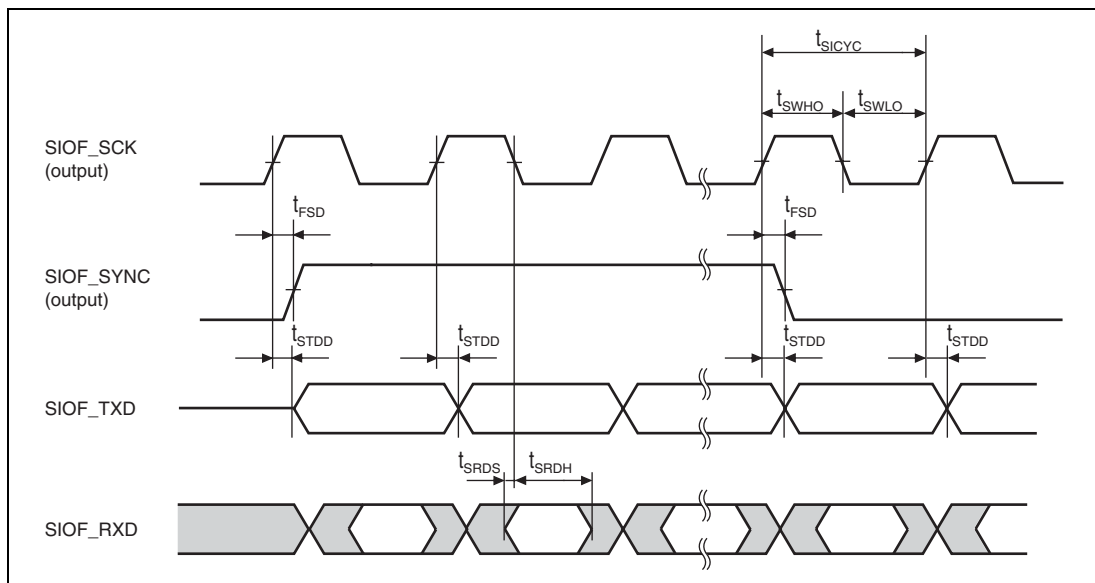 tSICYC
tSWHO tSWLO
SIOF_SCK
(output)
tFSD tFSD
SIOF_SYNC
(output)
tSTDD tSTDD tSTDD tSTDD
SIOF_TXD
tSRDS tSRDH
SIOF_RXD